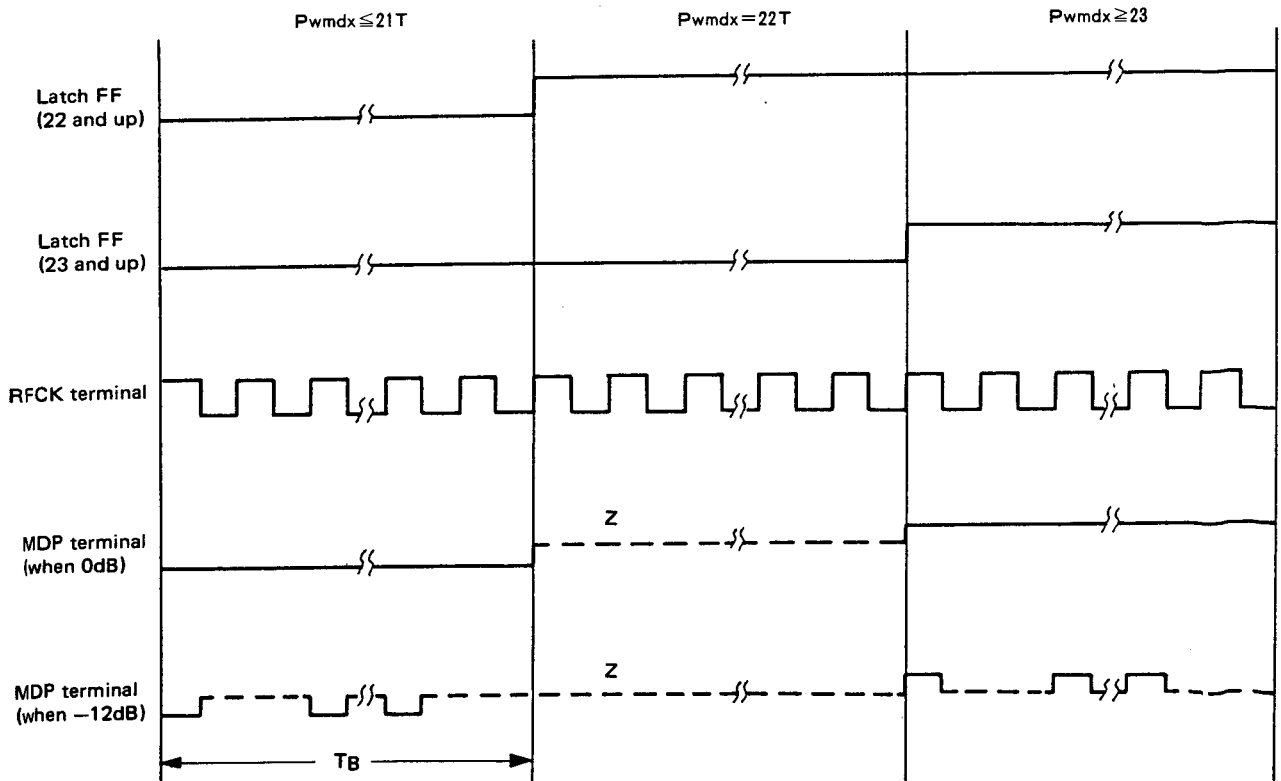 Pwmdx≦21T
Pwmdx=22T
Pwmdx≧23
Latch FF
(22 and up)
Latch FF
(23 and up)
RFCK terminal
Z
MDP terminal
(when 0dB)
Z
MDP terminal
(when −12dB)
TB